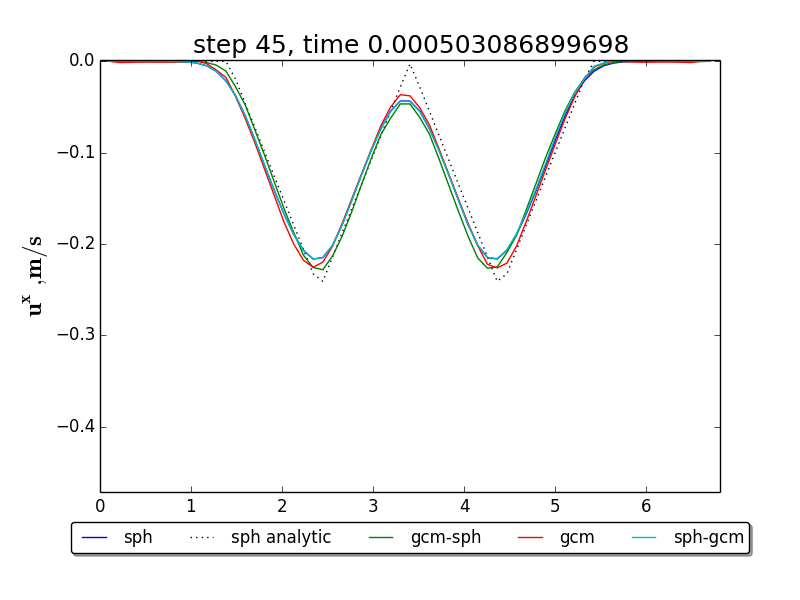 step 45, time 0.000503086899698
0.0
−0.1
−0.2
−0.3
−0.4
u^x ,m/s
0 1 2 3 4 5 6
sph sph analytic gcm-sph gcm sph-gcm